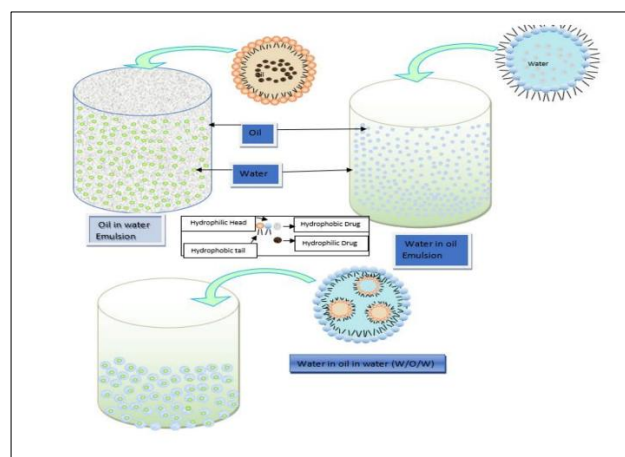 Water
Oil
Water
Oil in water
Emulsion
Hydrophilic Head
Hydrophobic Drug
Hydrophobic tail
Hydrophilic Drug
Water in oil
Emulsion
Water in oil in water (W/O/W)